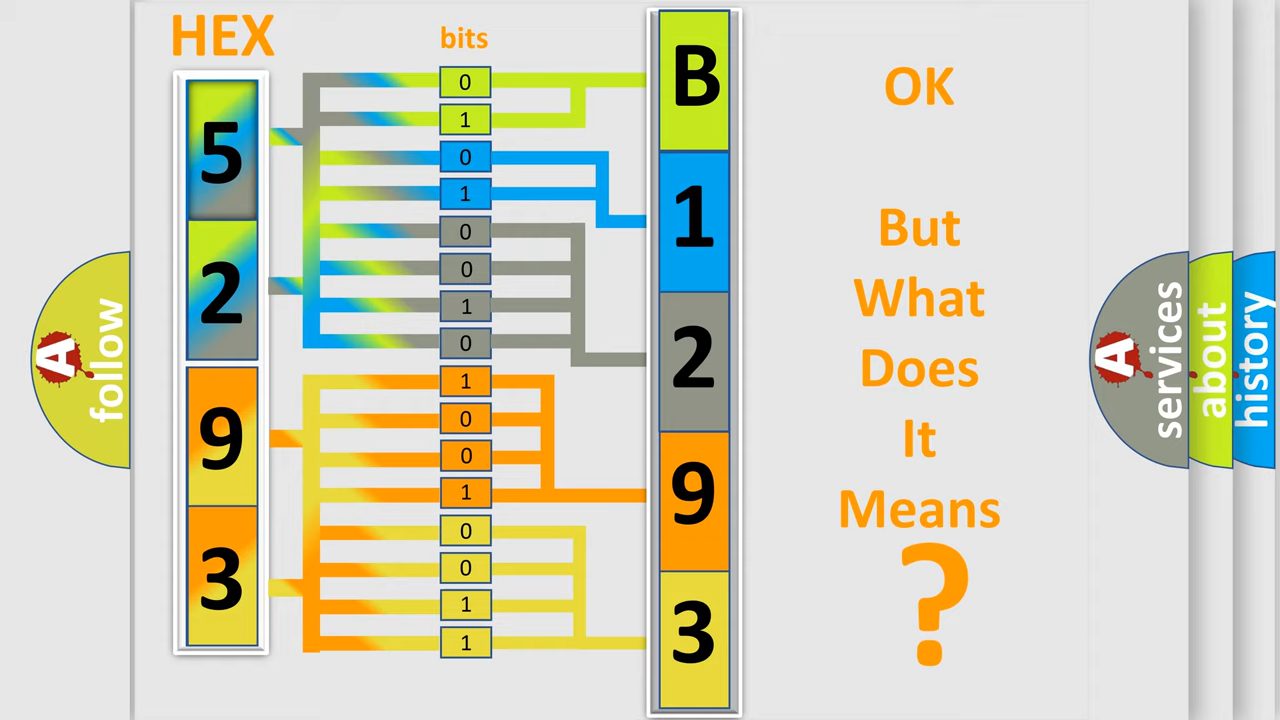 HEX
bits
5
2
9
3
0
1
0
1
0
0
1
0
1
0
0
1
0
0
1
1
B
1
2
9
3
OK
But
What
Does
It
Means
?
A
follow
A
services
about
history